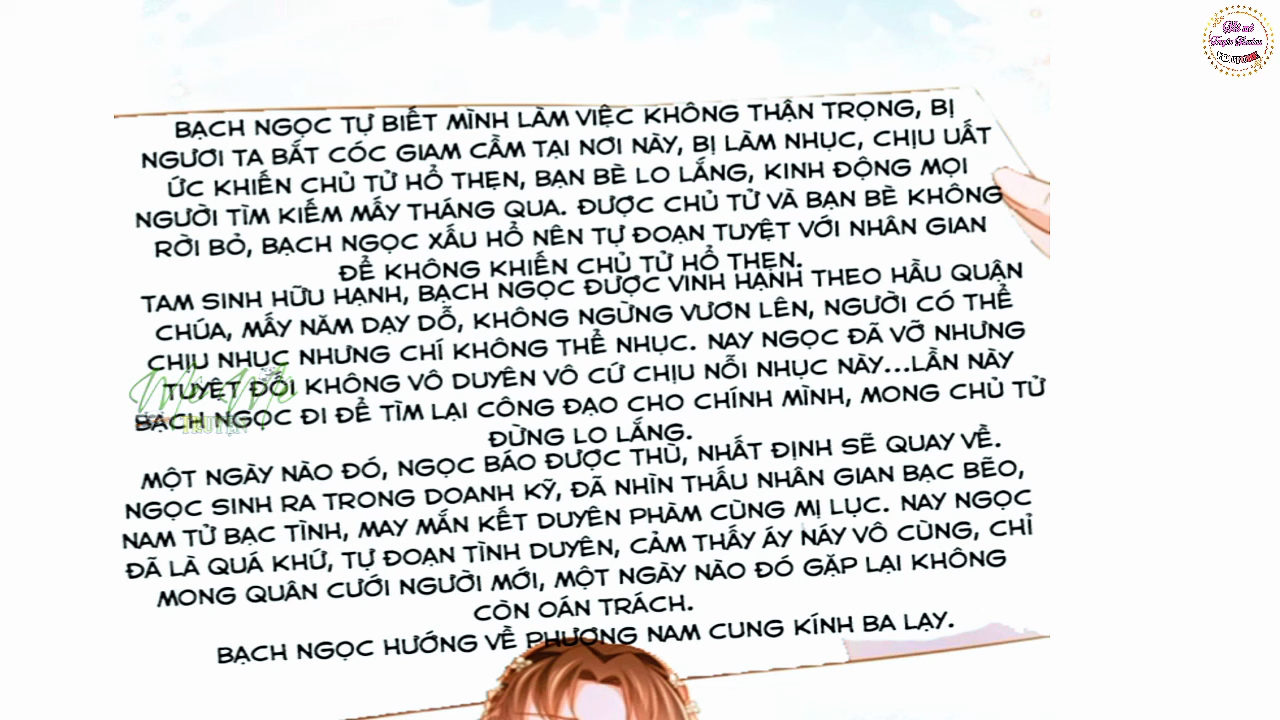 BẠCH NGỌC TỰ BIẾT MÌNH LÀM VIỆC KHÔNG THẬN TRỌNG, BỊ
NGƯƠI TA BẮT CÓC GIAM CẦM TẠI NƠI NÀY, BỊ LÀM NHỤC, CHỊU UẤT
ỨC KHIẾN CHỦ TỬ HỔ THẸN, BẠN BÈ LO LẮNG, KINH ĐỘNG MỌI
NGƯỜI TÌM KIẾM MẤY THÁNG QUA. ĐƯỢC CHỦ TỬ VÀ BẠN BÈ KHÔNG
RỜI BỎ, BẠCH NGỌC XẤU HỔ NÊN TỰ ĐOẠN TUYỆT VỚI NHÂN GIAN
ĐỂ KHÔNG KHIẾN CHỦ TỬ HỔ THẸN.
TAM SINH HỮU HẠNH, BẠCH NGỌC ĐƯỢC VINH HẠNH THEO HẦU QUẬN
CHÚA, MẤY NĂM DẠY DỖ, KHÔNG NGỪNG VƯƠN LÊN, NGƯỜI CÓ THỂ
CHỊU NHỤC NHƯNG CHÍ KHÔNG THỂ NHỤC. NAY NGỌC ĐÃ VỠ NHƯNG
TUYỆT ĐỐI KHÔNG VÔ DUYÊN VÔ CỨ CHỊU NỖI NHỤC NÀY...LẦN NÀY
BẠCH NGỌC ĐI ĐỂ TÌM LẠI CÔNG ĐẠO CHO CHÍNH MÌNH, MONG CHỦ TỬ
ĐỪNG LO LẮNG.
MỘT NGÀY NÀO ĐÓ, NGỌC BÁO ĐƯỢC THÙ, NHẤT ĐỊNH SẼ QUAY VỀ.
NGỌC SINH RA TRONG DOANH KỸ, ĐÃ NHÌN THẤU NHÂN GIAN BẠC BẼO,
NAM TỬ BẠC TÌNH, MAY MẮN KẾT DUYÊN PHÀM CÙNG MỊ LỤC. NAY NGỌC
ĐÃ LÀ QUÁ KHỨ, TỰ ĐOẠN TÌNH DUYÊN, CẢM THẤY ÁY NÁY VÔ CÙNG, CHỈ
MONG QUÂN CƯỚI NGƯỜI MỚI, MỘT NGÀY NÀO ĐÓ GẶP LẠI KHÔNG
CÒN OÁN TRÁCH.
BẠCH NGỌC HƯỚNG VỀ PHƯƠNG NAM CUNG KÍNH BA LẠY.
TRUYỆN